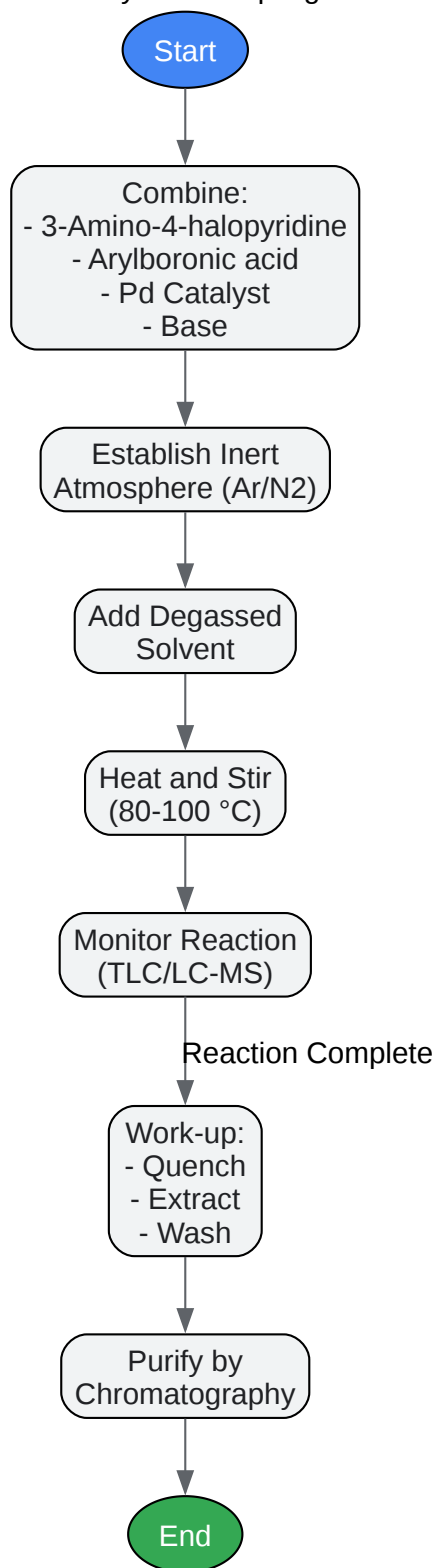 Start
Combine:
- 3-Amino-4-halopyridine
- Arylboronic acid
- Pd Catalyst
- Base
Establish Inert
Atmosphere (Ar/N2)
Add Degassed
Solvent
Heat and Stir
(80-100 °C)
Monitor Reaction
(TLC/LC-MS)
Reaction Complete
Work-up:
- Quench
- Extract
- Wash
Purify by
Chromatography
End